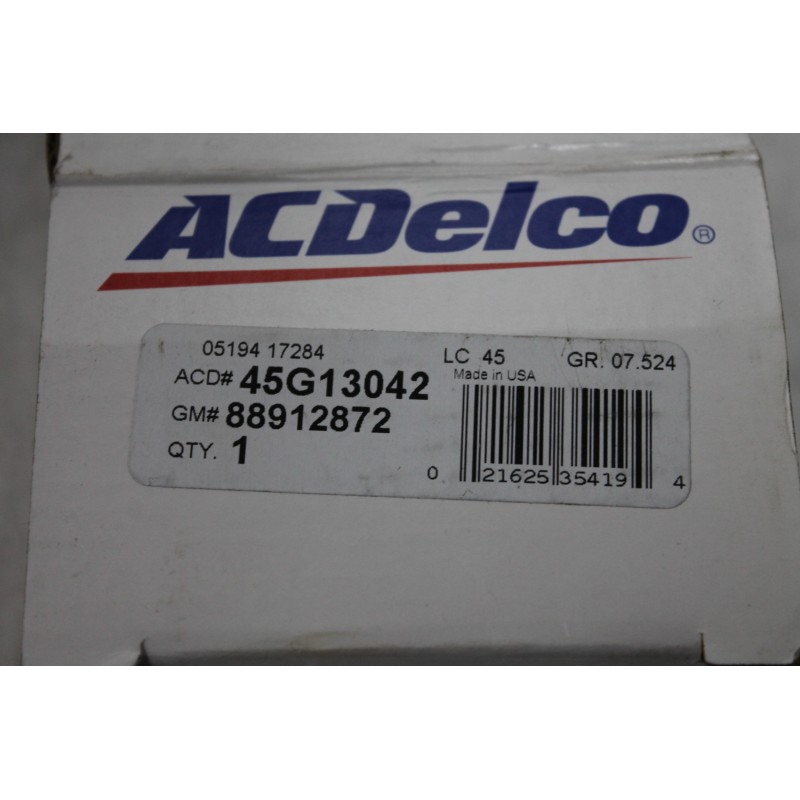 ACDelco®
05194 17284 LC 45 GR. 07.524
ACD# 45G13042 Made in USA
GM# 88912872
QTY. 1
0 21625 35419 4